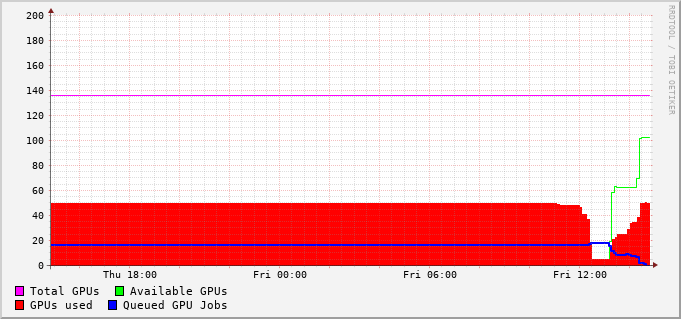 200
180
160
140
120
100
80
60
40
20
0
Thu 18:00 Fri 00:00 Fri 06:00 Fri 12:00
Total GPUs Available GPUs
GPUs used Queued GPU Jobs
RRDTOOL / TOBI OETIKER